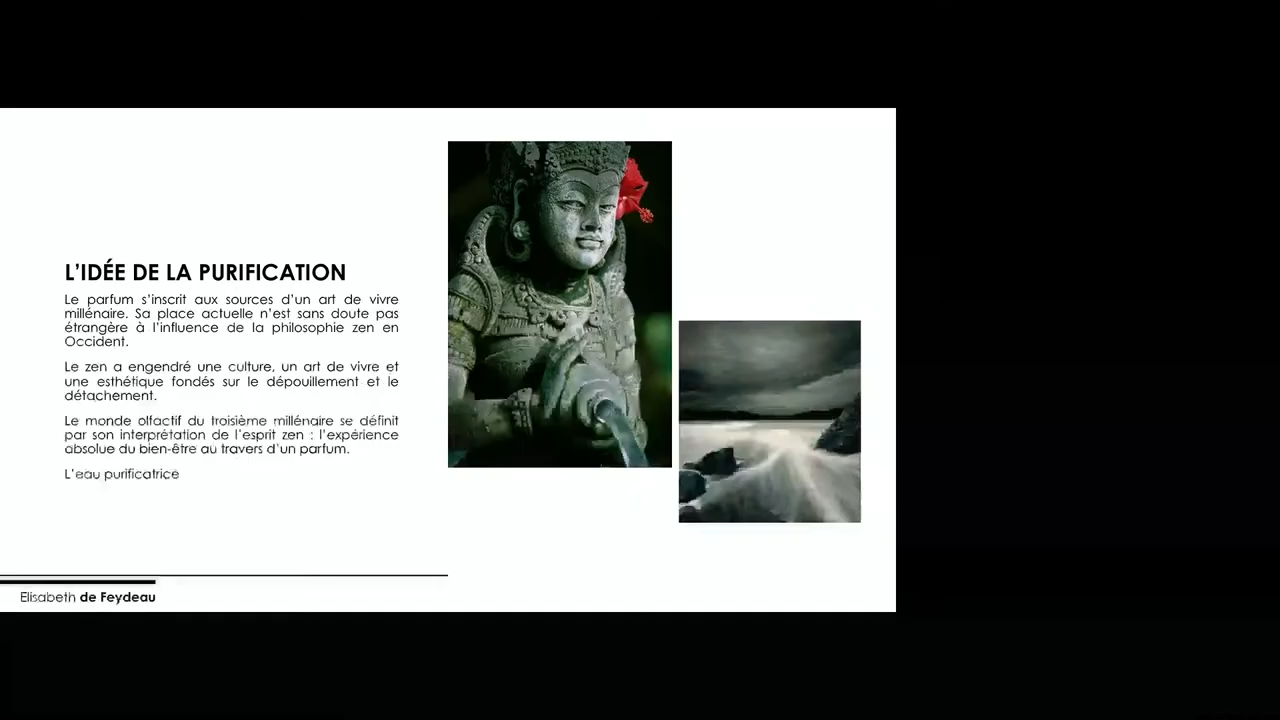 L'IDÉE DE LA PURIFICATION
Le parfum s'inscrit aux sources d'un art de vivre
millénaire. Sa place actuelle n'est sans doute pas
étrangère à l'influence de la philosophie zen en
Occident.
Le zen a engendré une culture, un art de vivre et
une esthétique fondés sur le dépouillement et le
détachement.
Le monde olfactif du troisième millénaire se définit
par son interprétation de l'esprit zen : l'expérience
absolue du bien-être au travers d'un parfum.
L'eau purificatrice
Elisabeth de Feydeau